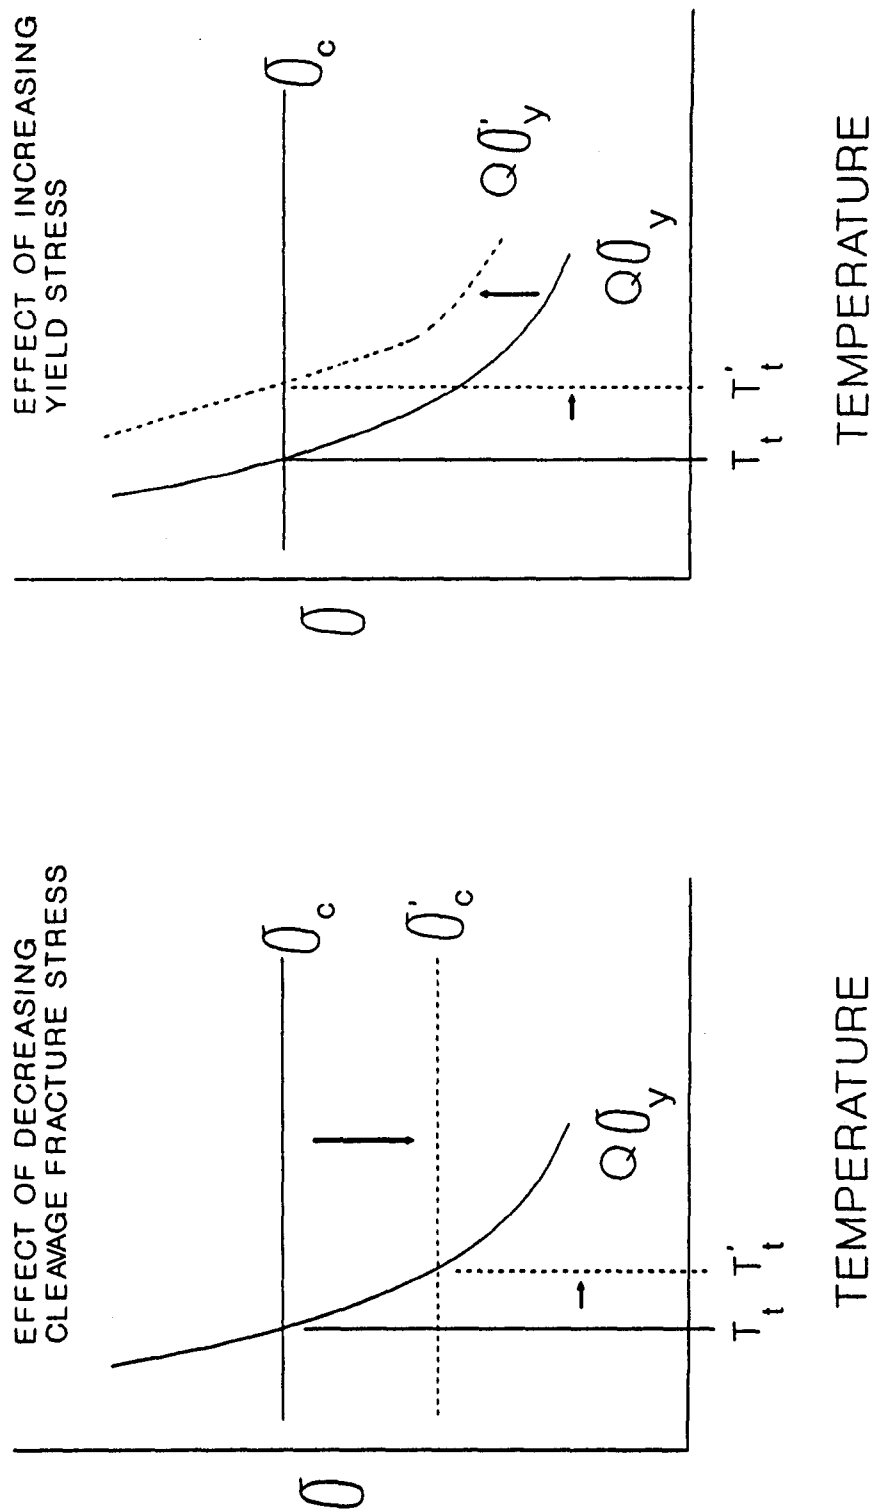 EFFECT OF DECREASING
CLEAVAGE FRACTURE STRESS
σ
σc
σ'c
Qσy
Tt
T't
TEMPERATURE
EFFECT OF INCREASING
YIELD STRESS
σ
σc
Qσ'y
Qσy
Tt
T't
TEMPERATURE